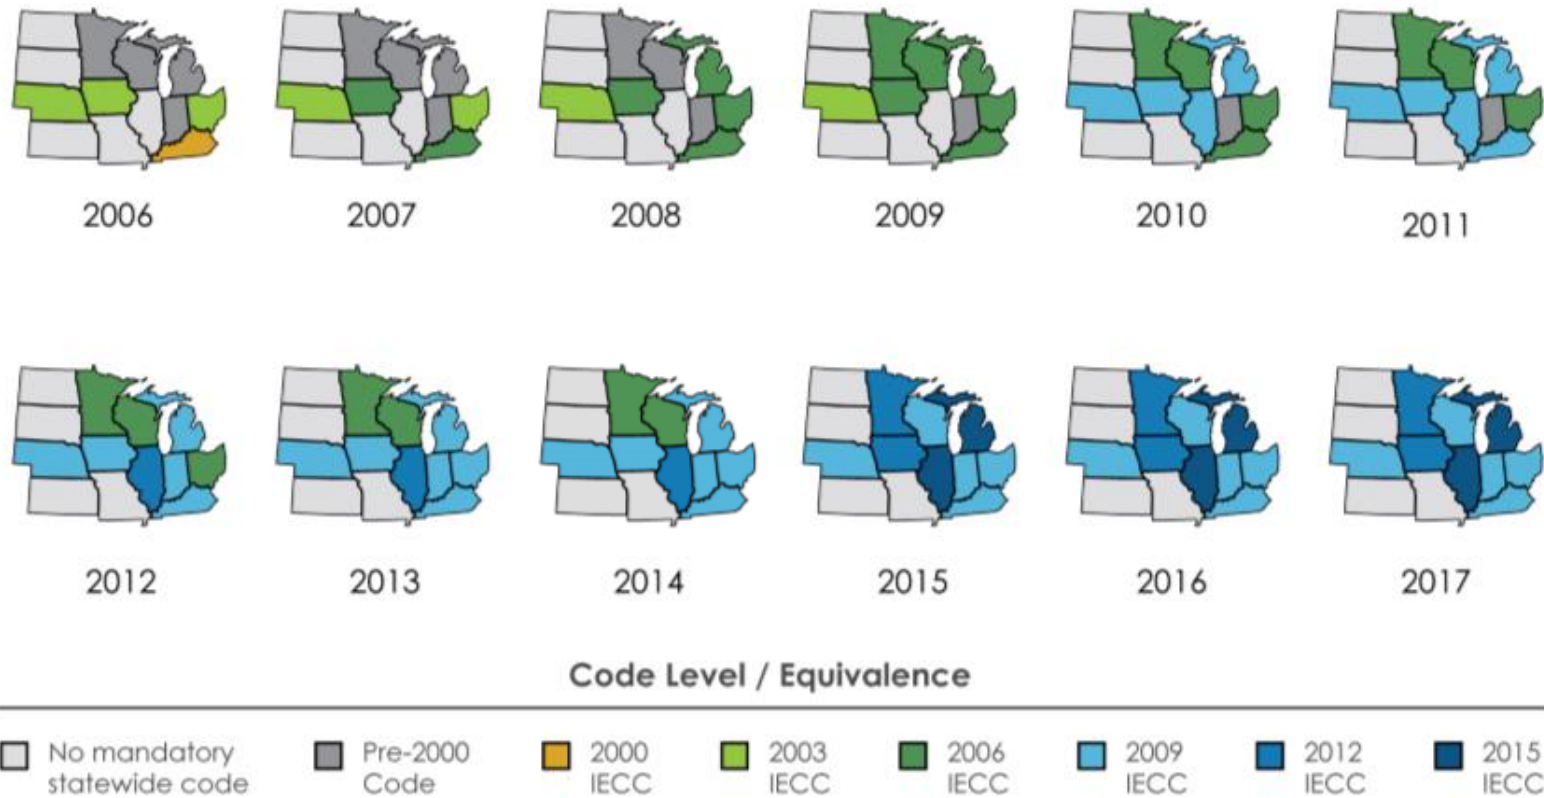 2006
2007
2008
2009
2010
2011
2012
2013
2014
2015
2016
2017
Code Level / Equivalence
No mandatory
statewide code
Pre-2000
Code
2000
IECC
2003
IECC
2006
IECC
2009
IECC
2012
IECC
2015
IECC